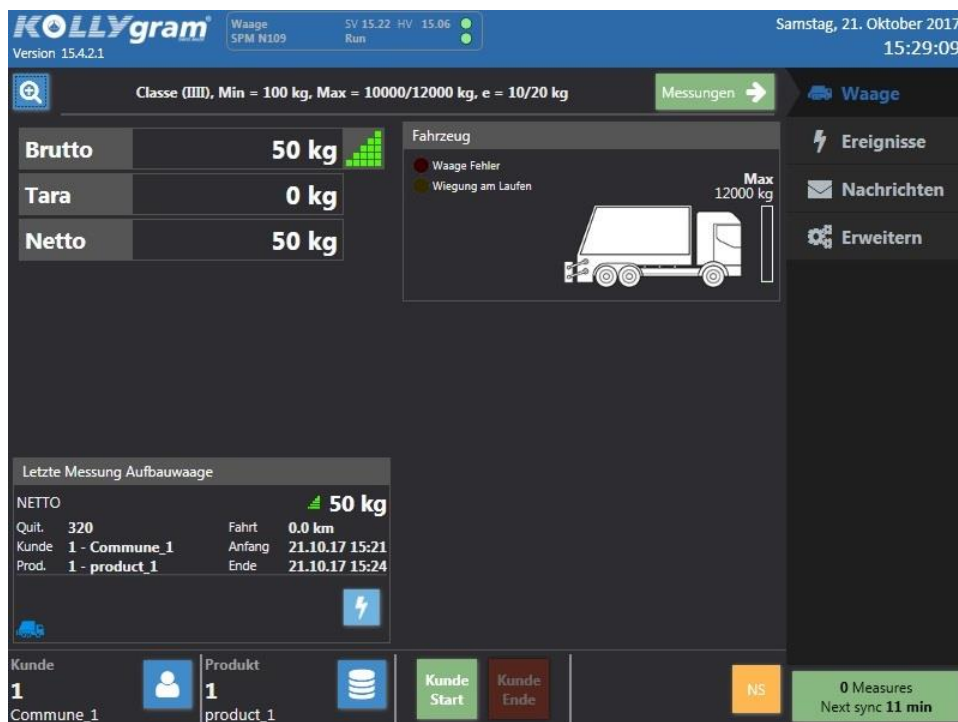 KOLLYgram
Version 15.4.2.1
Waage SV 15.22 HV 15.06
SPM N109 Run
Samstag, 21. Oktober 2017
15:29:09
Classe (IIII), Min = 100 kg, Max = 10000/12000 kg, e = 10/20 kg
Messungen
Waage
Ereignisse
Nachrichten
Erweitern
Brutto 50 kg
Tara 0 kg
Netto 50 kg
Fahrzeug
Waage Fehler
Wiegung am Laufen
Max
12000 kg
Letzte Messung Aufbauwaage
NETTO 50 kg
Quit. 320 Fahrt 0.0 km
Kunde 1 - Commune_1 Anfang 21.10.17 15:21
Prod. 1 - product_1 Ende 21.10.17 15:24
Kunde
1
Commune_1
Produkt
1
product_1
Kunde
Start
Kunde
Ende
NS
0 Measures
Next sync 11 min